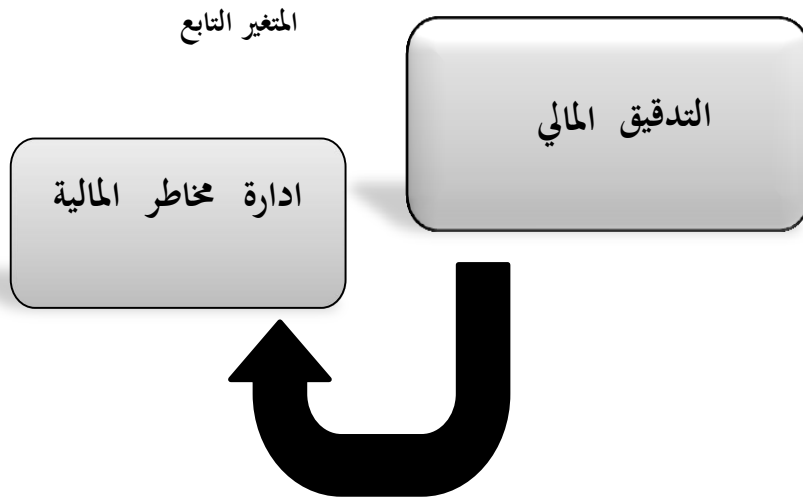 المتغير التابع
التدقيق المالي
ادارة مخاطر المالية